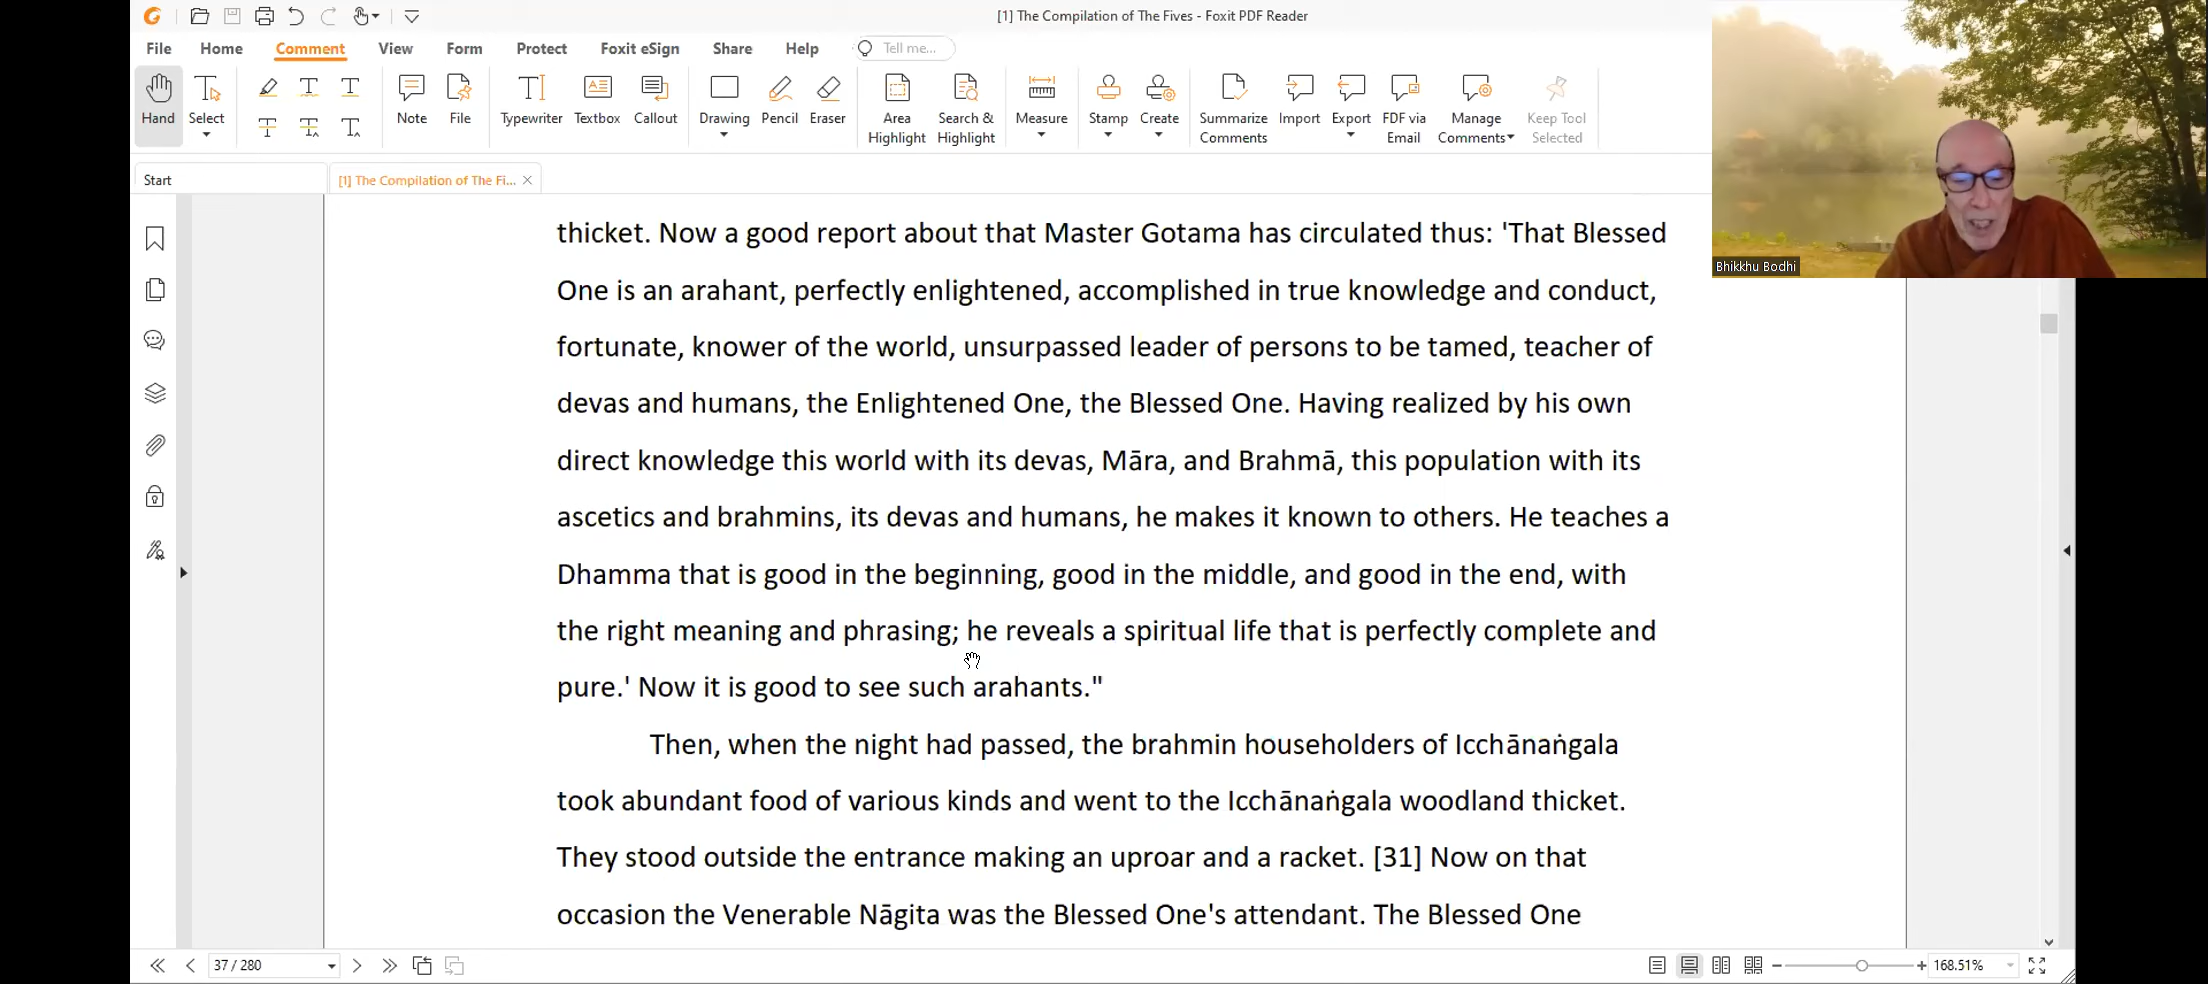 [1] The Compilation of The Fives - Foxit PDF Reader
File Home Comment View Form Protect Foxit eSign Share Help Tell me...
Hand Select Note File Typewriter Textbox Callout Drawing Pencil Eraser Area Highlight Search & Highlight Measure Stamp Create Summarize Comments Import Export FDF via Email Manage Comments Keep Tool Selected
Start [1] The Compilation of The Fi...
Bhikkhu Bodhi
thicket. Now a good report about that Master Gotama has circulated thus: 'That Blessed
One is an arahant, perfectly enlightened, accomplished in true knowledge and conduct,
fortunate, knower of the world, unsurpassed leader of persons to be tamed, teacher of
devas and humans, the Enlightened One, the Blessed One. Having realized by his own
direct knowledge this world with its devas, Māra, and Brahmā, this population with its
ascetics and brahmins, its devas and humans, he makes it known to others. He teaches a
Dhamma that is good in the beginning, good in the middle, and good in the end, with
the right meaning and phrasing; he reveals a spiritual life that is perfectly complete and
pure.' Now it is good to see such arahants."
Then, when the night had passed, the brahmin householders of Icchānaṅgala
took abundant food of various kinds and went to the Icchānaṅgala woodland thicket.
They stood outside the entrance making an uproar and a racket. [31] Now on that
occasion the Venerable Nāgita was the Blessed One's attendant. The Blessed One
37 / 280 168.51%